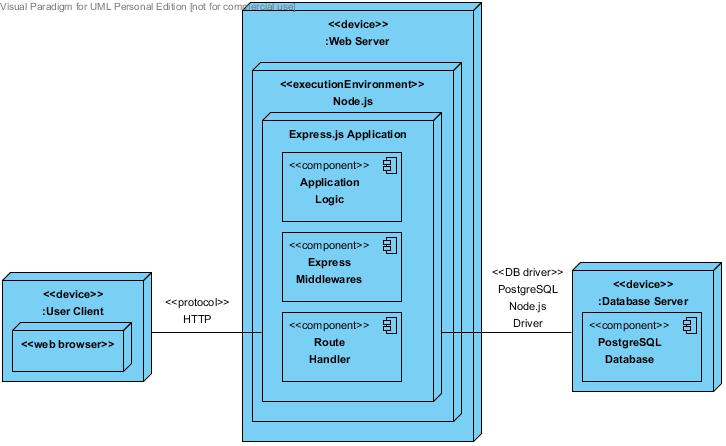 Visual Paradigm for UML Personal Edition [not for commercial use]
<<device>>
:Web Server
<<executionEnvironment>>
Node.js
Express.js Application
<<component>>
Application
Logic
<<component>>
Express
Middlewares
<<component>>
Route
Handler
<<device>>
:User Client
<<web browser>>
<<protocol>>
HTTP
<<DB driver>>
PostgreSQL
Node.js
Driver
<<device>>
:Database Server
<<component>>
PostgreSQL
Database